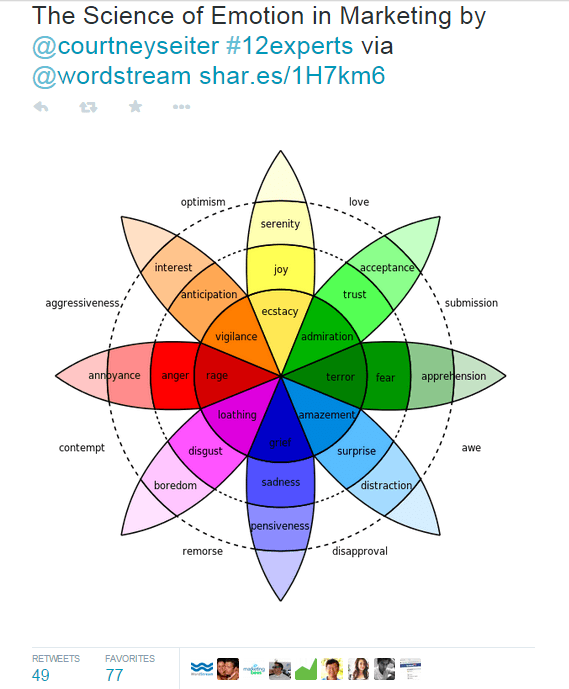 The Science of Emotion in Marketing by
@courtneyseiter #12experts via
@wordstream shar.es/1H7km6
optimism
love
serenity
interest
acceptance
joy
anticipation
trust
aggressiveness
submission
ecstacy
vigilance
admiration
annoyance
anger
rage
terror
fear
apprehension
loathing
amazement
grief
contempt
disgust
surprise
awe
sadness
boredom
distraction
pensiveness
remorse
disapproval
RETWEETS
FAVORITES
49
77